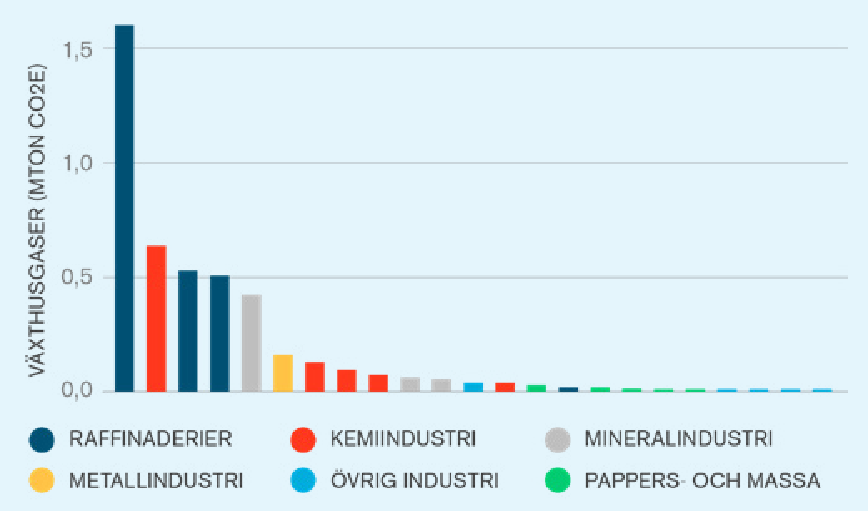 VÄXTHUSGASER (MTON CO2E)
1,5
1,0
0,5
0,0
RAFFINADERIER
KEMIINDUSTRI
MINERALINDUSTRI
METALLINDUSTRI
ÖVRIG INDUSTRI
PAPPERS- OCH MASSA